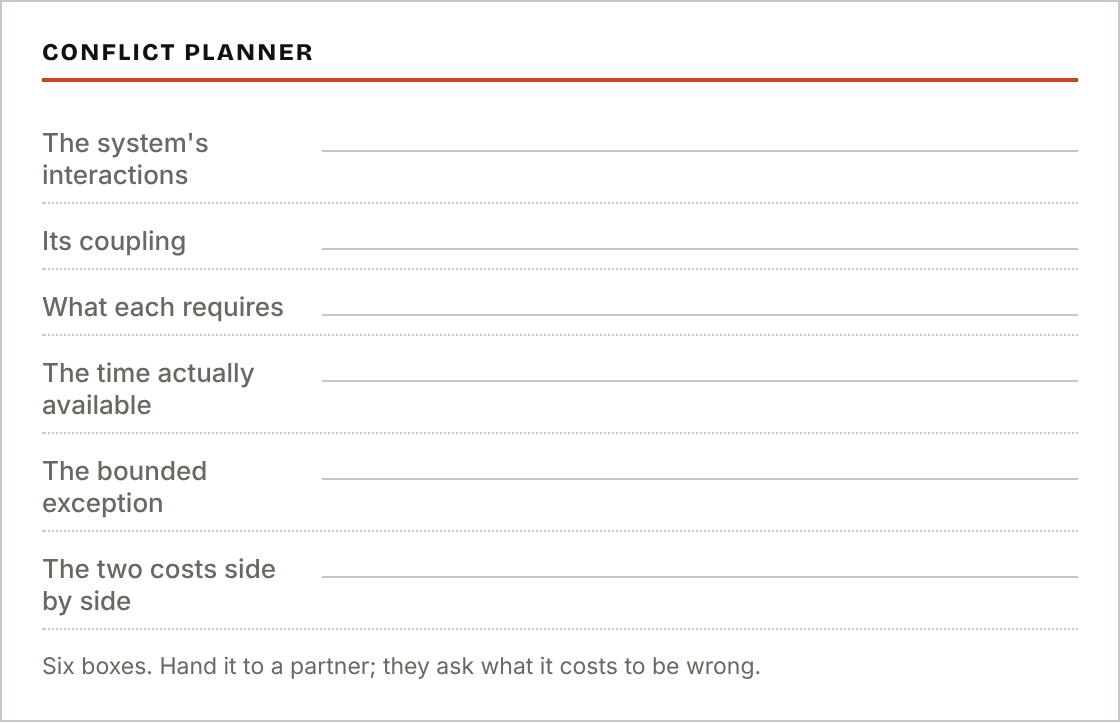 CONFLICT PLANNER
The system's
interactions
Its coupling
What each requires
The time actually
available
The bounded
exception
The two costs side
by side
Six boxes. Hand it to a partner; they ask what it costs to be wrong.